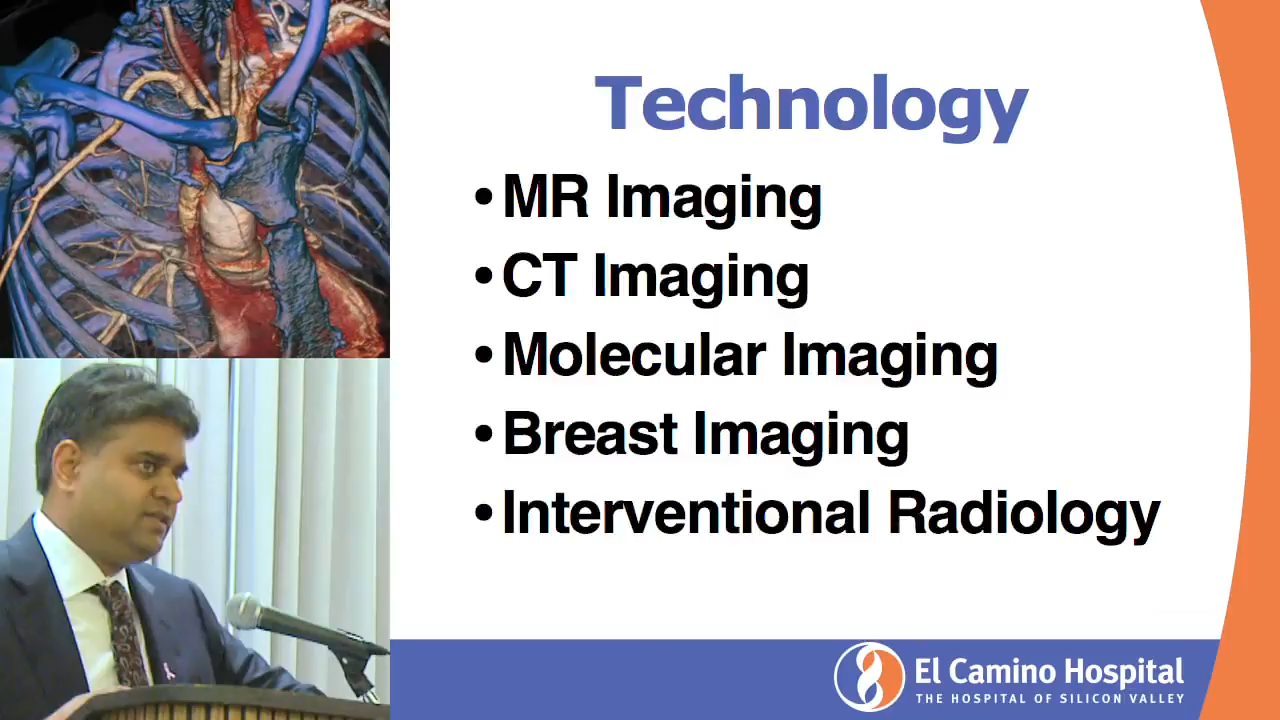 Technology
•MR Imaging
•CT Imaging
•Molecular Imaging
•Breast Imaging
•Interventional Radiology
El Camino Hospital
THE HOSPITAL OF SILICON VALLEY